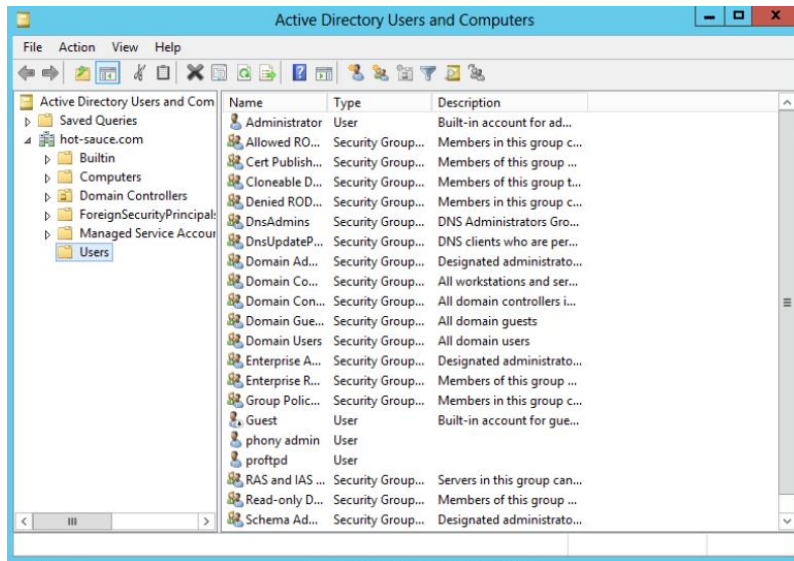 Active Directory Users and Computers
File Action View Help
Active Directory Users and Com
Saved Queries
hot-sauce.com
Builtin
Computers
Domain Controllers
ForeignSecurityPrincipals
Managed Service Accour
Users
Name Type Description
Administrator User Built-in account for ad...
Allowed RO... Security Group... Members in this group c...
Cert Publish... Security Group... Members of this group ...
Cloneable D... Security Group... Members of this group t...
Denied ROD... Security Group... Members in this group c...
DnsAdmins Security Group... DNS Administrators Gro...
DnsUpdateP... Security Group... DNS clients who are per...
Domain Ad... Security Group... Designated administrato...
Domain Co... Security Group... All workstations and ser...
Domain Con... Security Group... All domain controllers i...
Domain Gue... Security Group... All domain guests
Domain Users Security Group... All domain users
Enterprise A... Security Group... Designated administrato...
Enterprise R... Security Group... Members of this group ...
Group Polic... Security Group... Members in this group c...
Guest User Built-in account for gue...
phony admin User
proftpd User
RAS and IAS ... Security Group... Servers in this group can...
Read-only D... Security Group... Members of this group ...
Schema Ad... Security Group... Designated administrato...